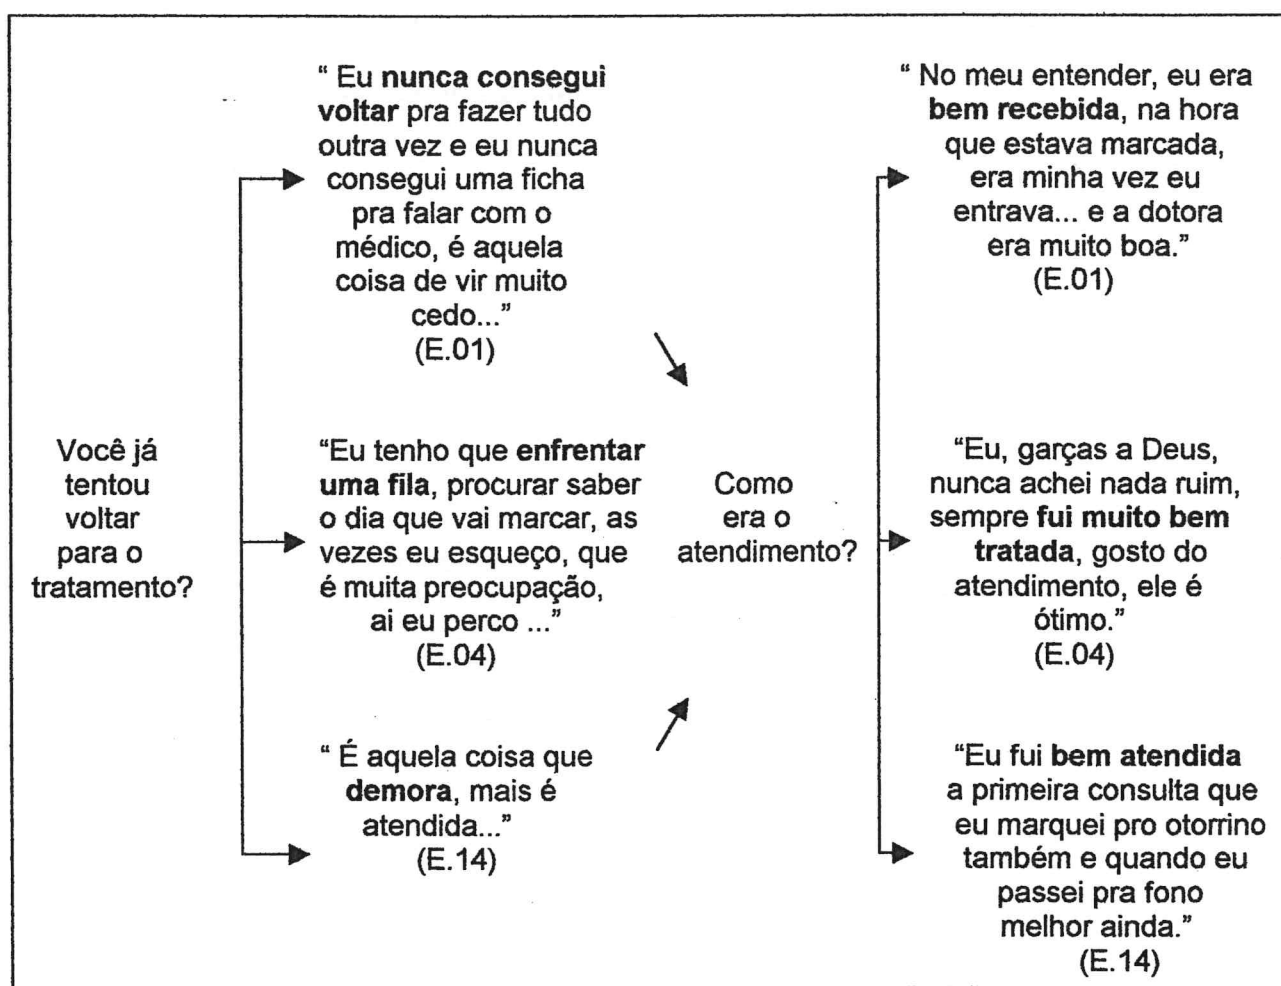 Você já
tentou
voltar
para o
tratamento?
“ Eu nunca consegui
voltar pra fazer tudo
outra vez e eu nunca
consegui uma ficha
pra falar com o
médico, é aquela
coisa de vir muito
cedo...”
(E.01)
“Eu tenho que enfrentar
uma fila, procurar saber
o dia que vai marcar, as
vezes eu esqueço, que
é muita preocupação,
ai eu perco ...”
(E.04)
“ É aquela coisa que
demora, mais é
atendida...”
(E.14)
Como
era o
atendimento?
“ No meu entender, eu era
bem recebida, na hora
que estava marcada,
era minha vez eu
entrava... e a dotora
era muito boa.”
(E.01)
“Eu, garças a Deus,
nunca achei nada ruim,
sempre fui muito bem
tratada, gosto do
atendimento, ele é
ótimo.”
(E.04)
“Eu fui bem atendida
a primeira consulta que
eu marquei pro otorrino
também e quando eu
passei pra fono
melhor ainda.”
(E.14)